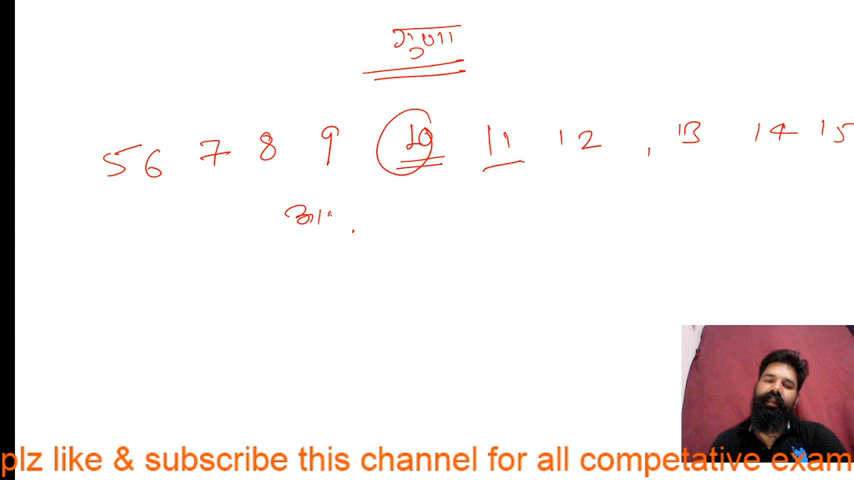 गुणा
5 6 7 8 9 10 11 12 , 13 14 15
plz like & subscribe this channel for all competative exam